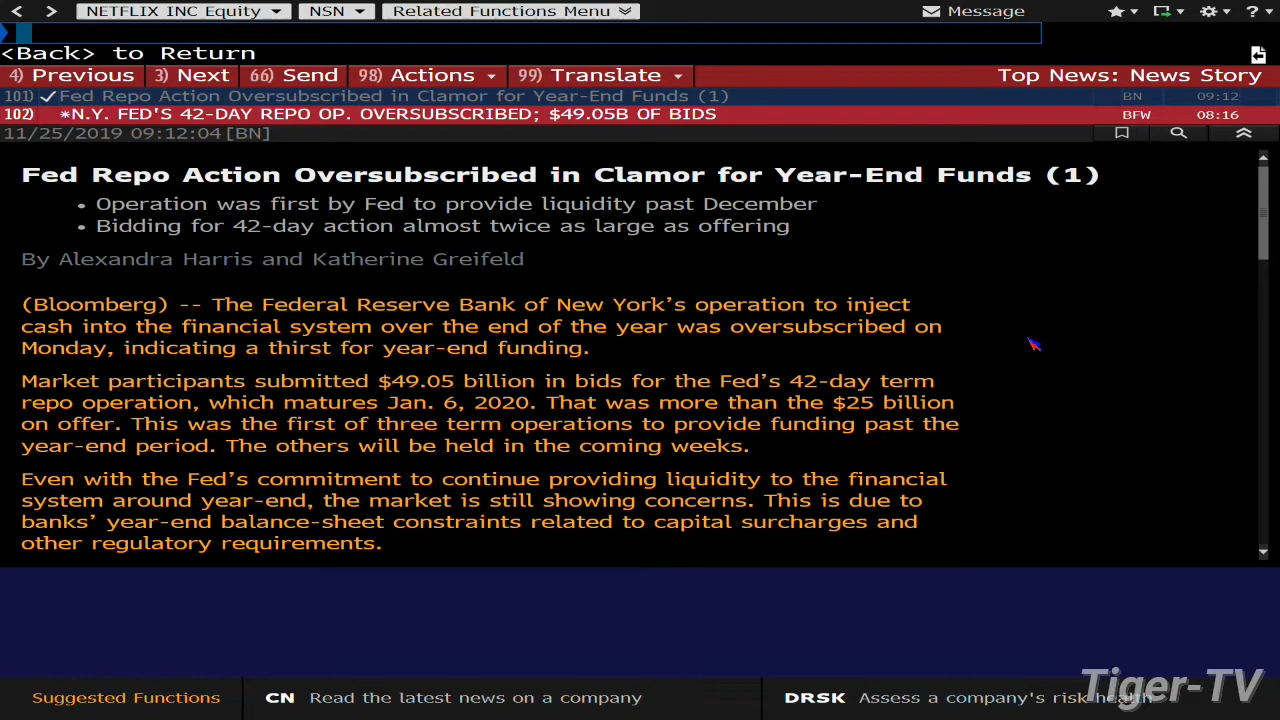 NETFLIX INC Equity NSN Related Functions Menu Message ?
<Back> to Return
4) Previous 3) Next 66) Send 98) Actions 99) Translate Top News: News Story
101) Fed Repo Action Oversubscribed in Clamor for Year-End Funds (1) BN 09:12
102) *N.Y. FED'S 42-DAY REPO OP. OVERSUBSCRIBED; $49.05B OF BIDS BFW 08:16
11/25/2019 09:12:04 [BN]
Fed Repo Action Oversubscribed in Clamor for Year-End Funds (1)
• Operation was first by Fed to provide liquidity past December
• Bidding for 42-day action almost twice as large as offering
By Alexandra Harris and Katherine Greifeld
(Bloomberg) -- The Federal Reserve Bank of New York's operation to inject
cash into the financial system over the end of the year was oversubscribed on
Monday, indicating a thirst for year-end funding.
Market participants submitted $49.05 billion in bids for the Fed's 42-day term
repo operation, which matures Jan. 6, 2020. That was more than the $25 billion
on offer. This was the first of three term operations to provide funding past the
year-end period. The others will be held in the coming weeks.
Even with the Fed's commitment to continue providing liquidity to the financial
system around year-end, the market is still showing concerns. This is due to
banks' year-end balance-sheet constraints related to capital surcharges and
other regulatory requirements.
Suggested Functions CN Read the latest news on a company DRSK Assess a company's risk health
Tiger-TV